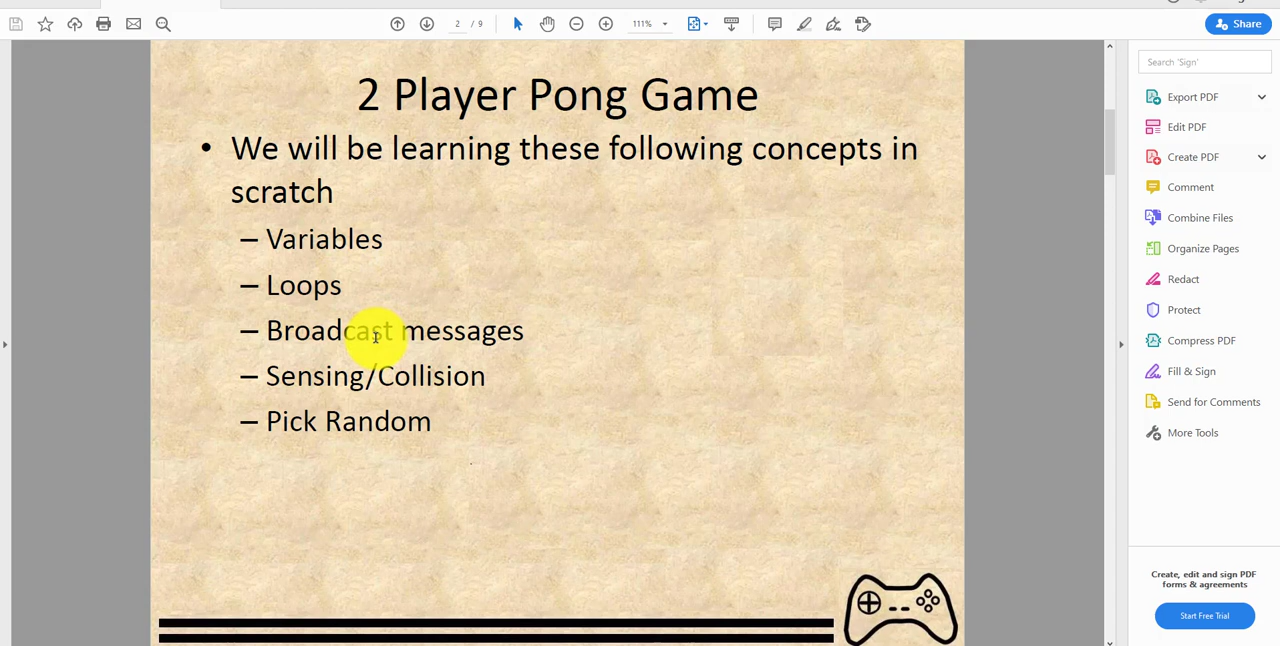 2 / 9
111%
Share
2 Player Pong Game
• We will be learning these following concepts in
scratch
– Variables
– Loops
– Broadcast messages
– Sensing/Collision
– Pick Random
Search 'Sign'
Export PDF
Edit PDF
Create PDF
Comment
Combine Files
Organize Pages
Redact
Protect
Compress PDF
Fill & Sign
Send for Comments
More Tools
Create, edit and sign PDF
forms & agreements
Start Free Trial